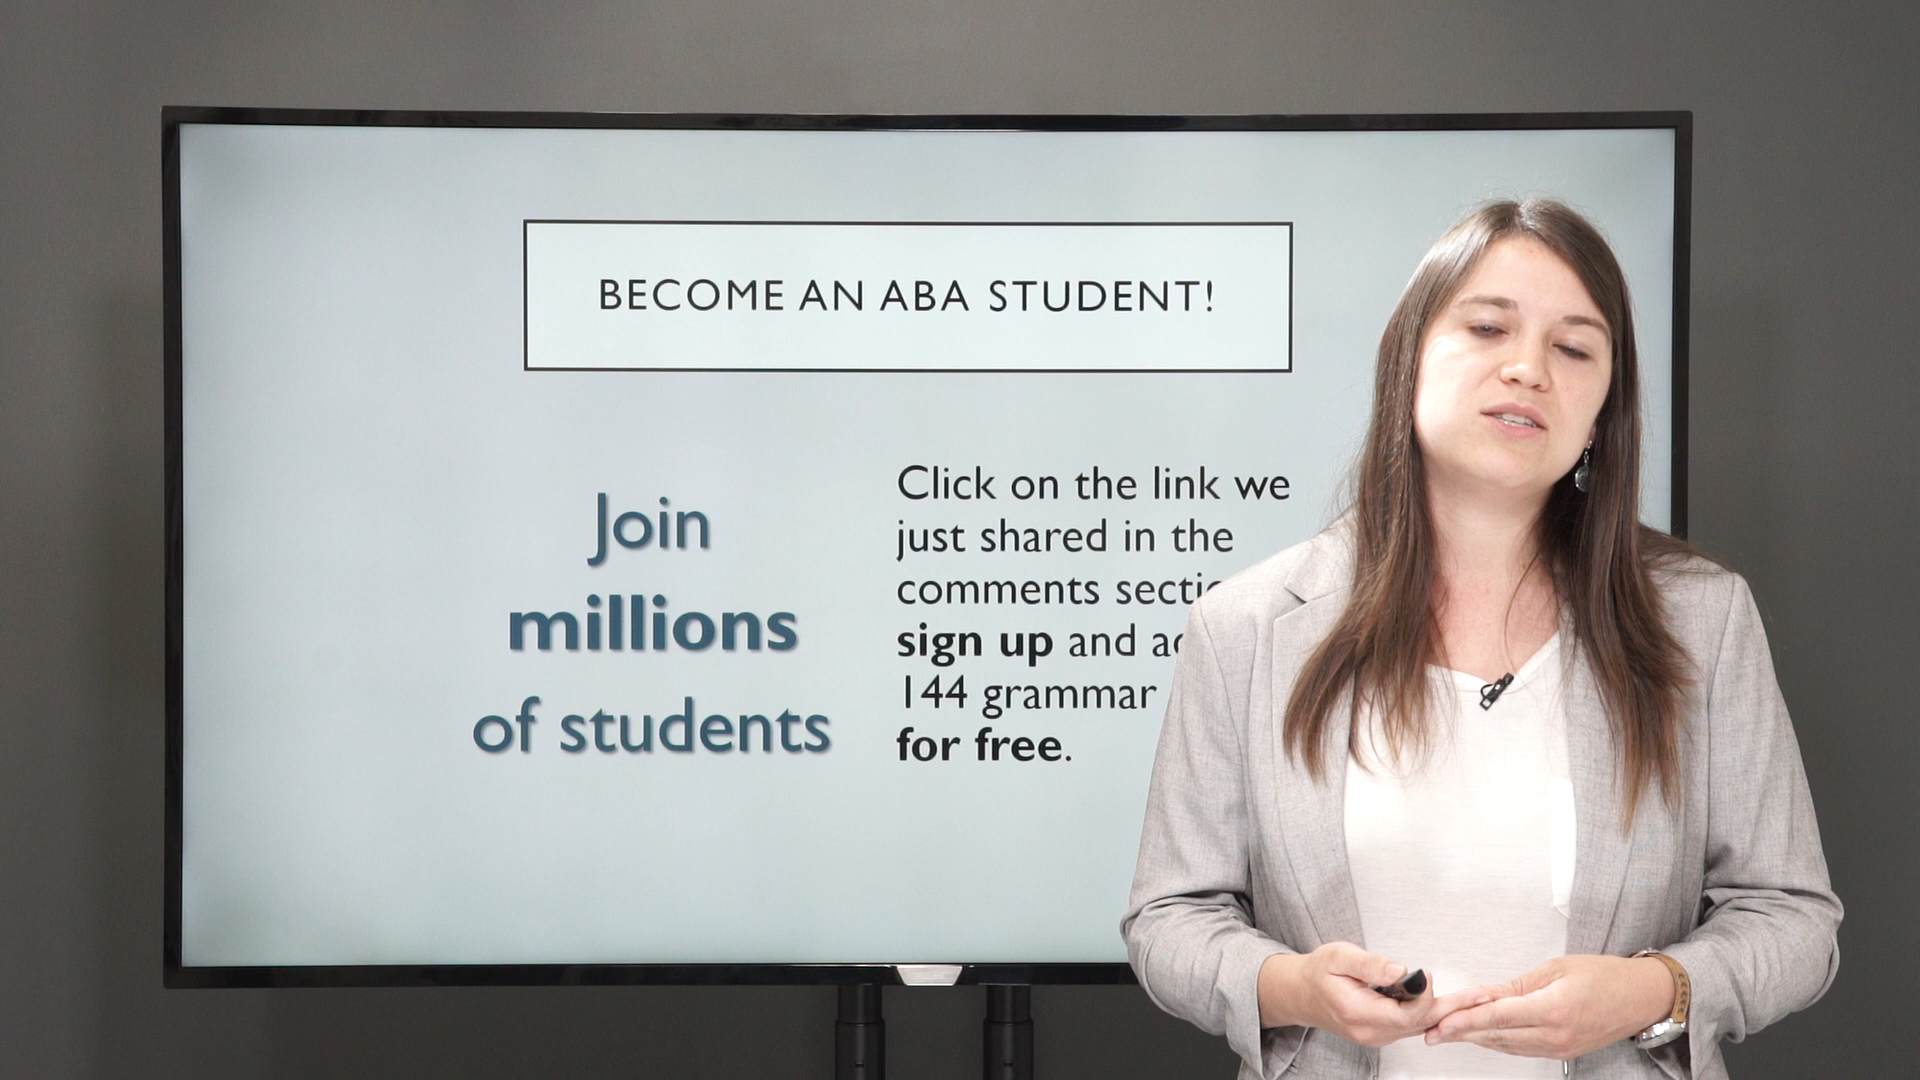 BECOME AN ABA STUDENT!
Join
millions
of students
Click on the link we
just shared in the
comments
sign up and
144 grammar
for free.